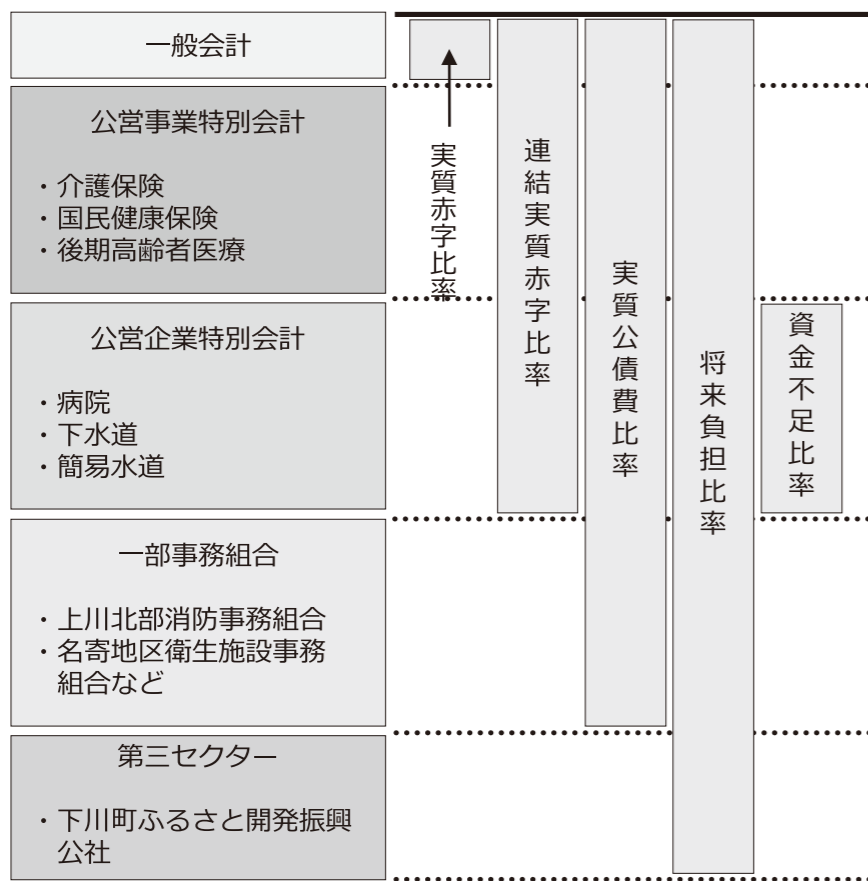 一般会計
公営事業特別会計
・介護保険
・国民健康保険
・後期高齢者医療
公営企業特別会計
・病院
・下水道
・簡易水道
一部事務組合
・上川北部消防事務組合
・名寄地区衛生施設事務
組合など
第三セクター
・下川町ふるさと開発振興
公社
実質赤字比率
連結実質赤字比率
実質公債費比率
将来負担比率
資金不足比率